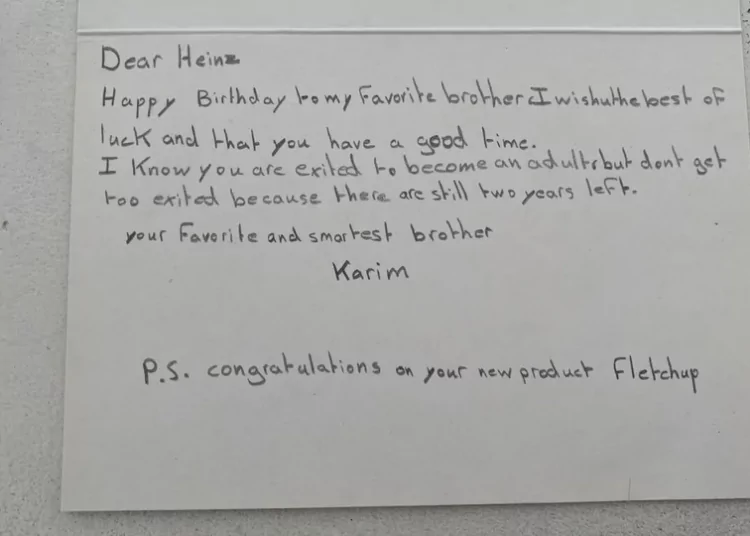 Dear Heinz
Happy Birthday to my Favorite brother I wish u the best of
luck and that you have a good time.
I Know you are exited to become an adult, but dont get
too exited because there are still two years left.
your Favorite and smartest brother
Karim
P.S. congratulations on your new product Fletchup